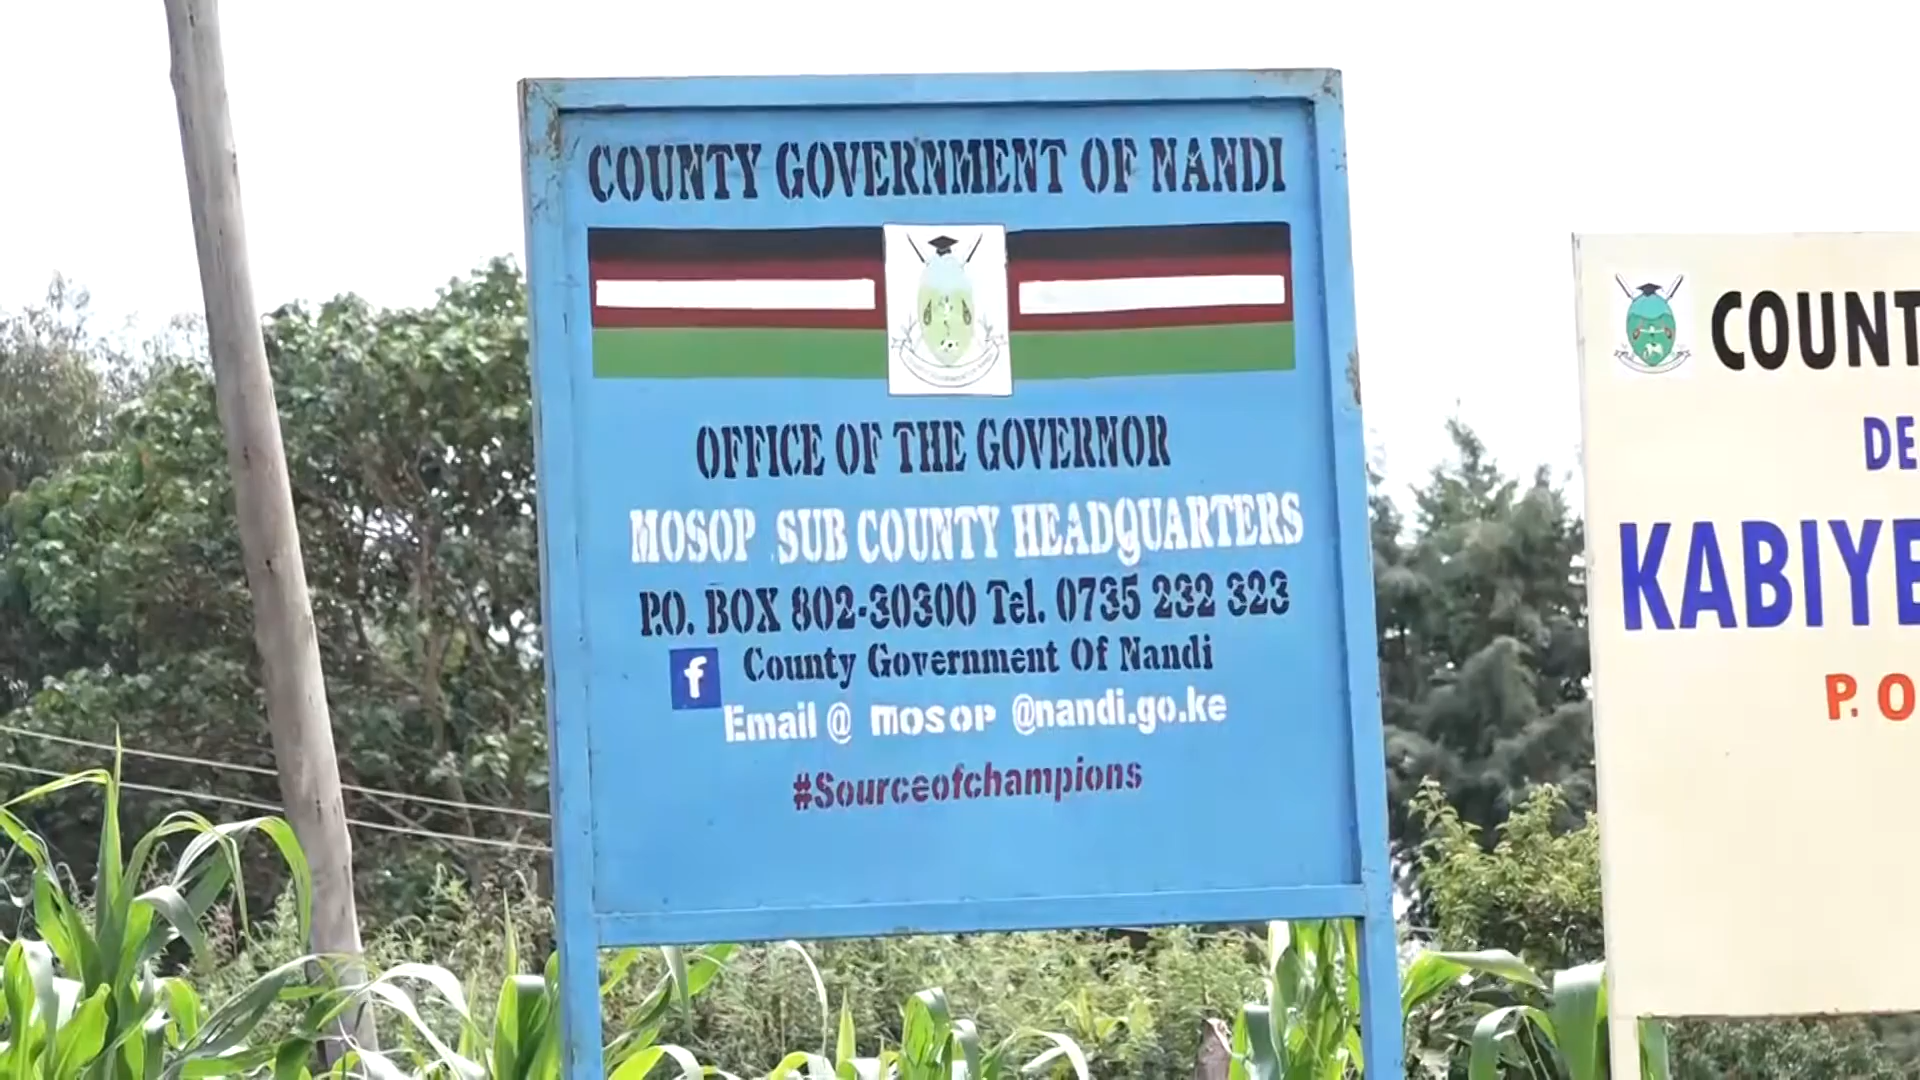 COUNTY GOVERNMENT OF NANDI
OFFICE OF THE GOVERNOR
MOSOP SUB COUNTY HEADQUARTERS
P.O. BOX 802-30300 Tel. 0735 232 323
f County Government Of Nandi
Email @ mosop @nandi.go.ke
#Sourceofchampions
COUNT
DE
KABIYE
P. O